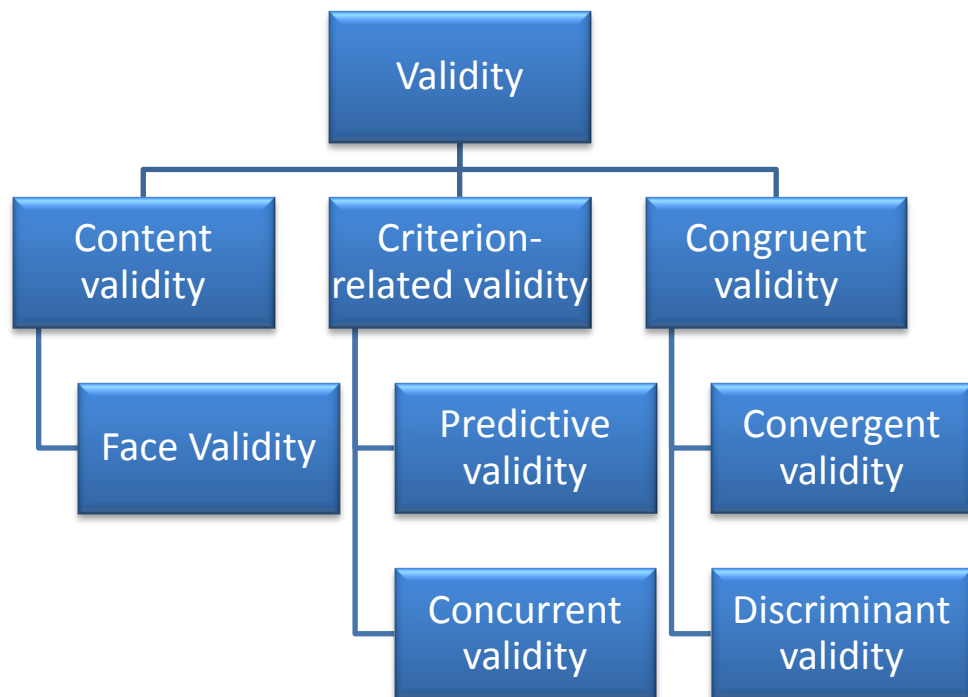 Validity
Content
validity
Criterion-
related validity
Congruent
validity
Face Validity
Predictive
validity
Convergent
validity
Concurrent
validity
Discriminant
validity